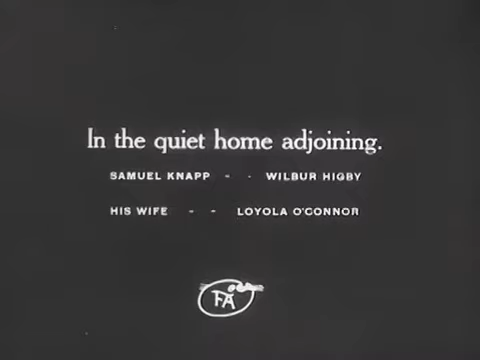 In the quiet home adjoining.
SAMUEL KNAPP - - WILBUR HIGBY
HIS WIFE - - LOYOLA O'CONNOR
FA